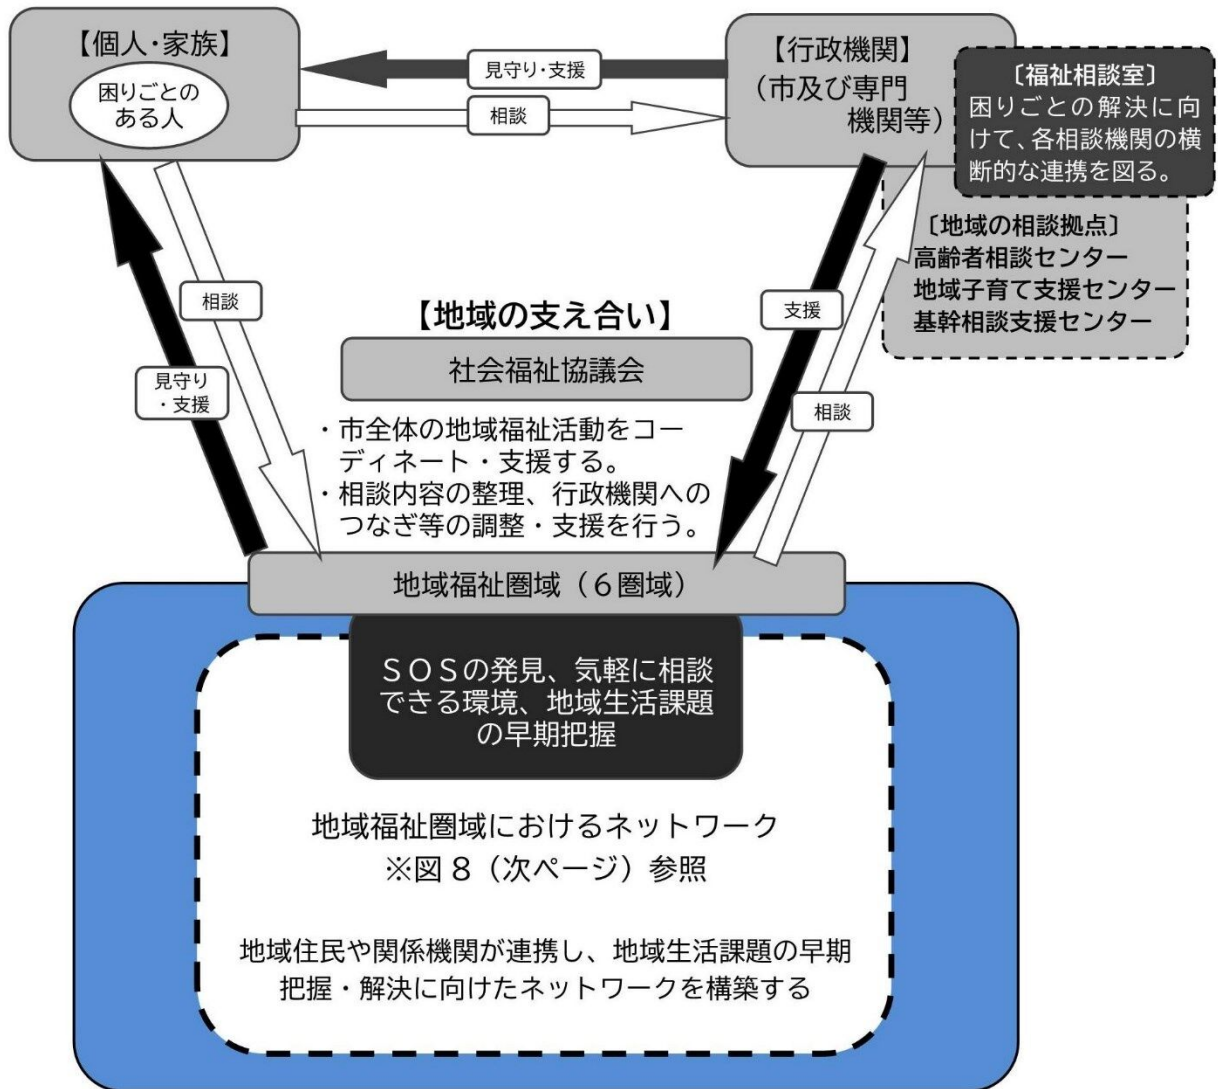 【個人・家族】
困りごとの
ある人
見守り・支援
相談
【行政機関】
（市及び専門
機関等）
〔福祉相談室〕
困りごとの解決に向
けて、各相談機関の横
断的な連携を図る。
〔地域の相談拠点〕
高齢者相談センター
地域子育て支援センター
基幹相談支援センター
相談
見守り
・支援
支援
相談
【地域の支え合い】
社会福祉協議会
・市全体の地域福祉活動をコー
ディネート・支援する。
・相談内容の整理、行政機関への
つなぎ等の調整・支援を行う。
地域福祉圏域（６圏域）
ＳＯＳの発見、気軽に相談
できる環境、地域生活課題
の早期把握
地域福祉圏域におけるネットワーク
※図８（次ページ）参照
地域住民や関係機関が連携し、地域生活課題の早期
把握・解決に向けたネットワークを構築する